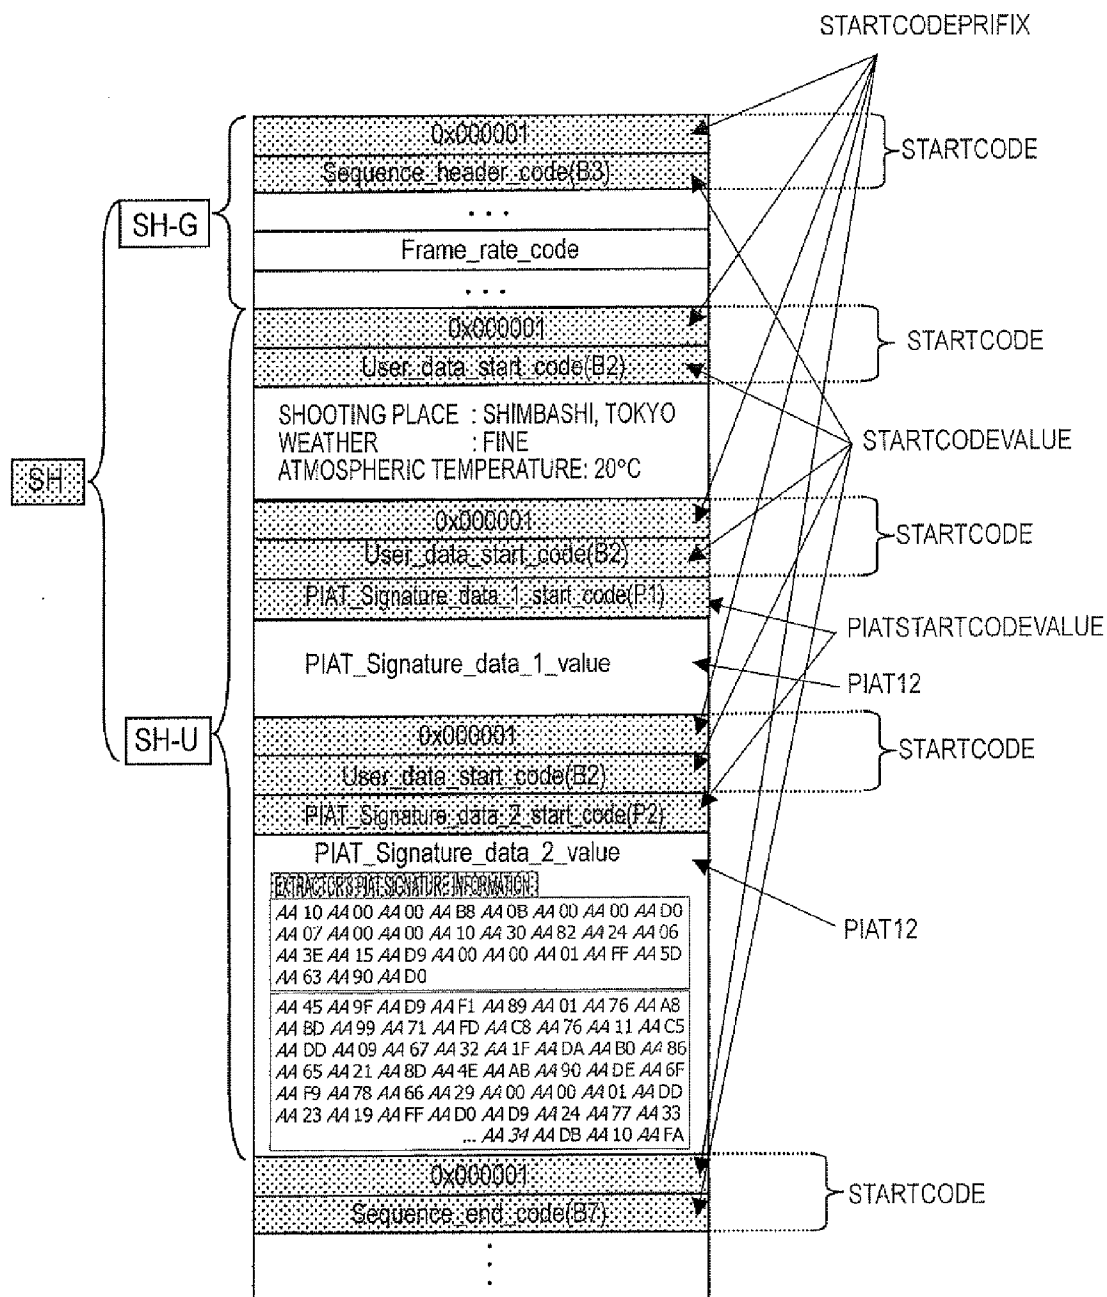 STARTCODEPRIFIX
0x000001
STARTCODE
Sequence_header_code(B3)
SH-G
...
Frame_rate_code
...
0x000001
STARTCODE
User_data_start_code(B2)
SHOOTING PLACE : SHIMBASHI, TOKYO
WEATHER : FINE
ATMOSPHERIC TEMPERATURE: 20°C
STARTCODEVALUE
SH
0x000001
STARTCODE
User_data_start_code(B2)
PIAT_Signature_data_1_start_code(P1)
PIATSTARTCODEVALUE
PIAT_Signature_data_1_value
PIAT12
SH-U
0x000001
STARTCODE
User_data_start_code(B2)
PIAT_Signature_data_2_start_code(P2)
PIAT_Signature_data_2_value
EXTRACTOR'S PIAT SIGNATURE INFORMATION
PIAT12
AA 10 AA 00 AA 00 AA B8 AA 0B AA 00 AA 00 AA D0
AA 07 AA 00 AA 00 AA 10 AA 30 AA 82 AA 24 AA 06
AA 3E AA 15 AA D9 AA 00 AA 00 AA 01 AA FF AA 5D
AA 63 AA 90 AA D0
AA 45 AA 9F AA D9 AA F1 AA 89 AA 01 AA 76 AA A8
AA BD AA 99 AA 71 AA FD AA C8 AA 76 AA 11 AA C5
AA DD AA 09 AA 67 AA 32 AA 1F AA DA AA B0 AA 86
AA 65 AA 21 AA 8D AA 4E AA AB AA 90 AA DE AA 6F
AA F9 AA 78 AA 66 AA 29 AA 00 AA 00 AA 01 AA DD
AA 23 AA 19 AA FF AA D0 AA D9 AA 24 AA 77 AA 33
... AA 34 AA DB AA 10 AA FA
0x000001
STARTCODE
Sequence_end_code(B7)